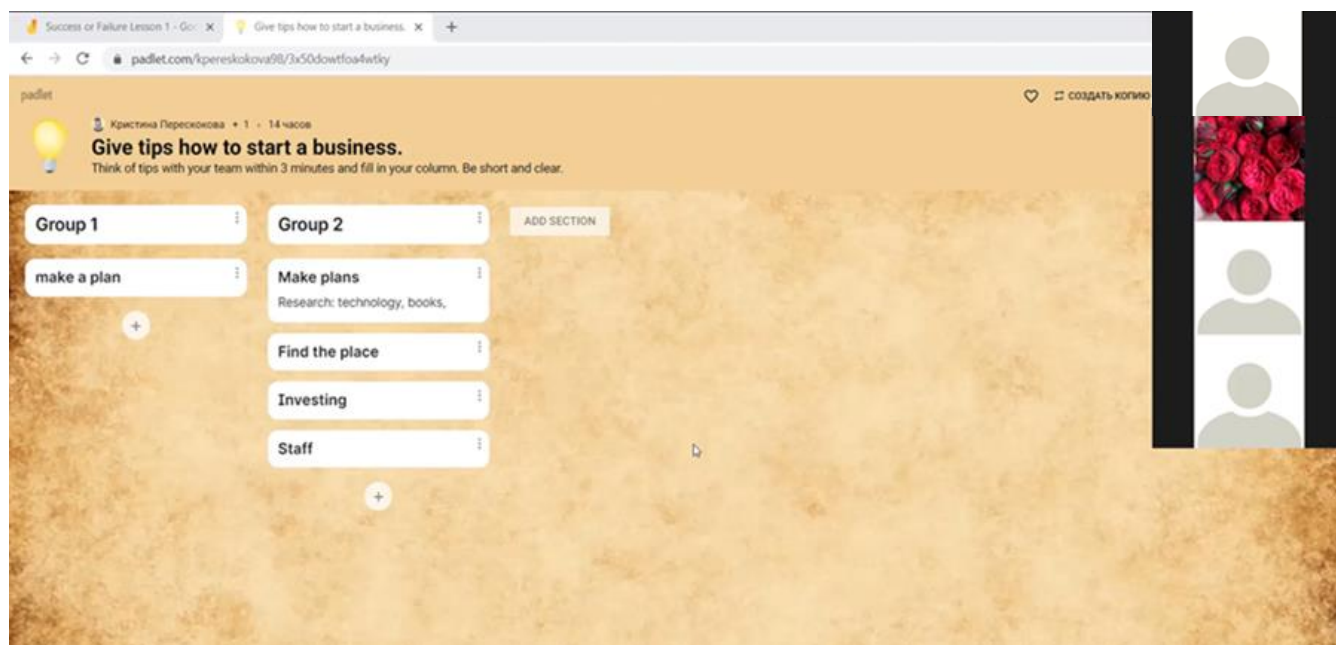 Success or Failure Lesson 1 - Goo
Give tips how to start a business.
padlet.com/kpereskokova98/3x50dowtfoa4wtky
padlet
СОЗДАТЬ КОПИЮ
Кристина Перескокова • 1 • 14 часов
Give tips how to start a business.
Think of tips with your team within 3 minutes and fill in your column. Be short and clear.
Group 1
Group 2
ADD SECTION
make a plan
Make plans
Research: technology, books,
Find the place
Investing
Staff